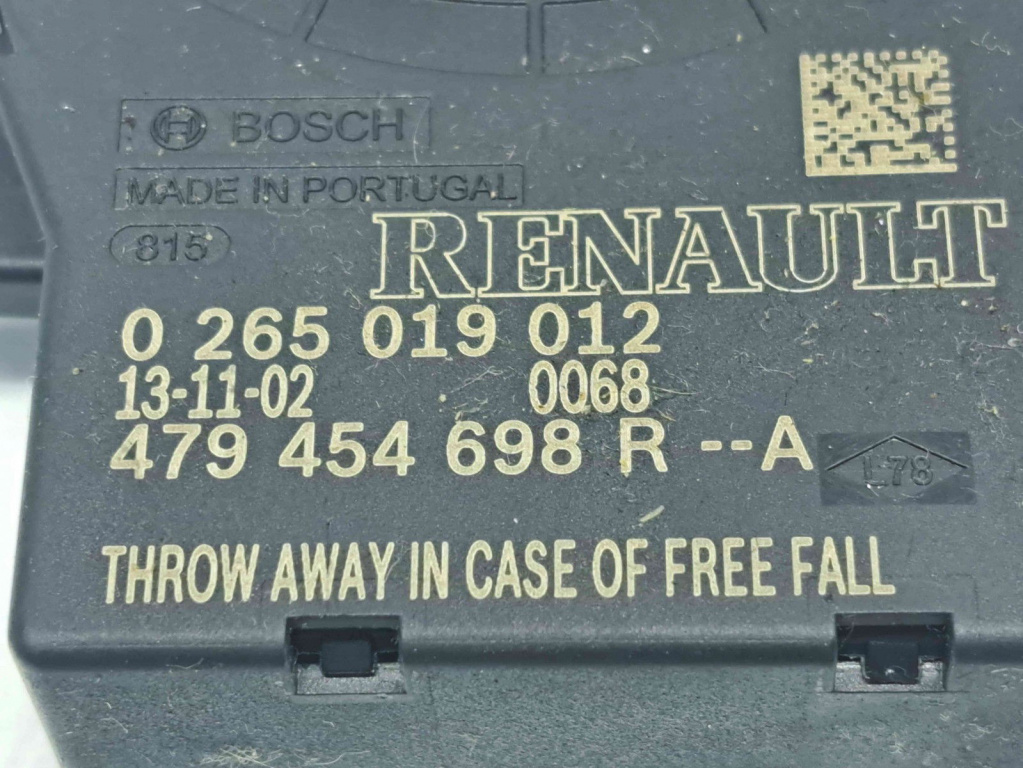 BOSCH
MADE IN PORTUGAL
815
RENAULT
0 265 019 012
13-11-02 0068
479 454 698 R --A
L78
THROW AWAY IN CASE OF FREE FALL